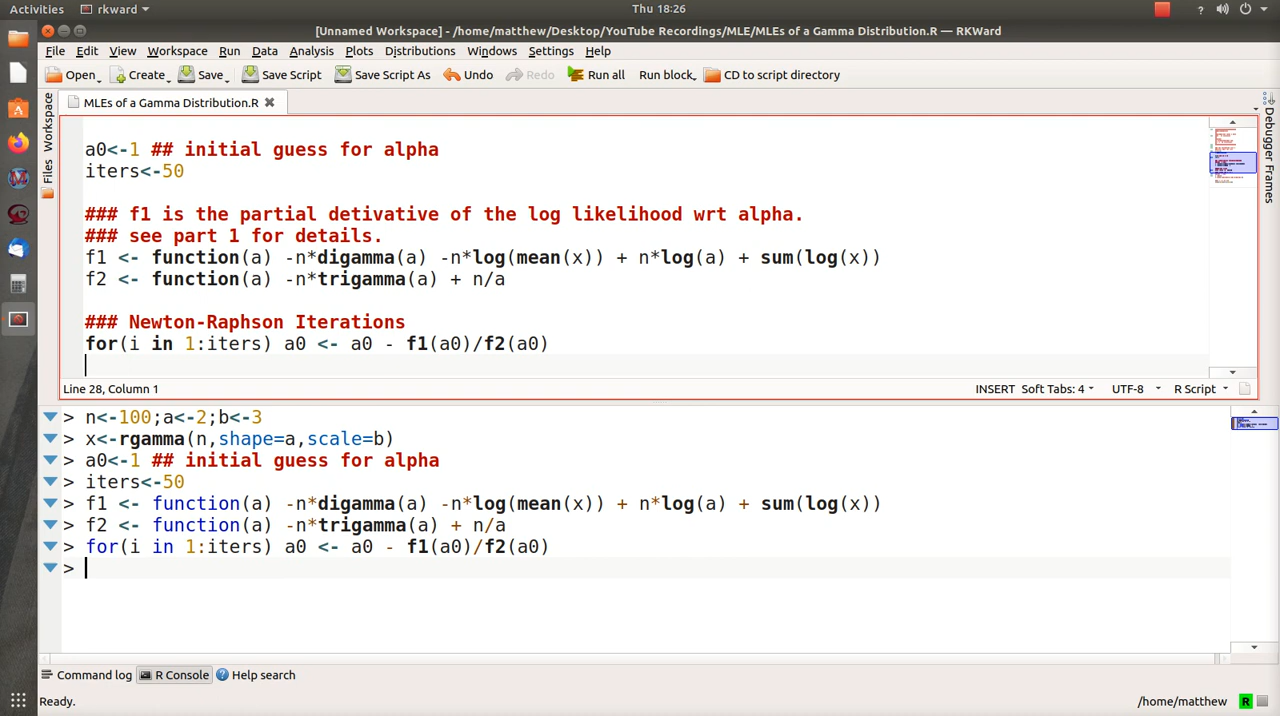 Activities rkward Thu 18:26 ?
[Unnamed Workspace] - /home/matthew/Desktop/YouTube Recordings/MLE/MLEs of a Gamma Distribution.R — RKWard
File Edit View Workspace Run Data Analysis Plots Distributions Windows Settings Help
Open Create Save Save Script Save Script As Undo Redo Run all Run block CD to script directory
MLEs of a Gamma Distribution.R
Workspace
Files
Debugger Frames
a0<-1 ## initial guess for alpha
iters<-50
### f1 is the partial detivative of the log likelihood wrt alpha.
### see part 1 for details.
f1 <- function(a) -n*digamma(a) -n*log(mean(x)) + n*log(a) + sum(log(x))
f2 <- function(a) -n*trigamma(a) + n/a
### Newton-Raphson Iterations
for(i in 1:iters) a0 <- a0 - f1(a0)/f2(a0)
Line 28, Column 1 INSERT Soft Tabs: 4 UTF-8 R Script
> n<-100;a<-2;b<-3
> x<-rgamma(n,shape=a,scale=b)
> a0<-1 ## initial guess for alpha
> iters<-50
> f1 <- function(a) -n*digamma(a) -n*log(mean(x)) + n*log(a) + sum(log(x))
> f2 <- function(a) -n*trigamma(a) + n/a
> for(i in 1:iters) a0 <- a0 - f1(a0)/f2(a0)
>
Command log R Console Help search
Ready. /home/matthew R